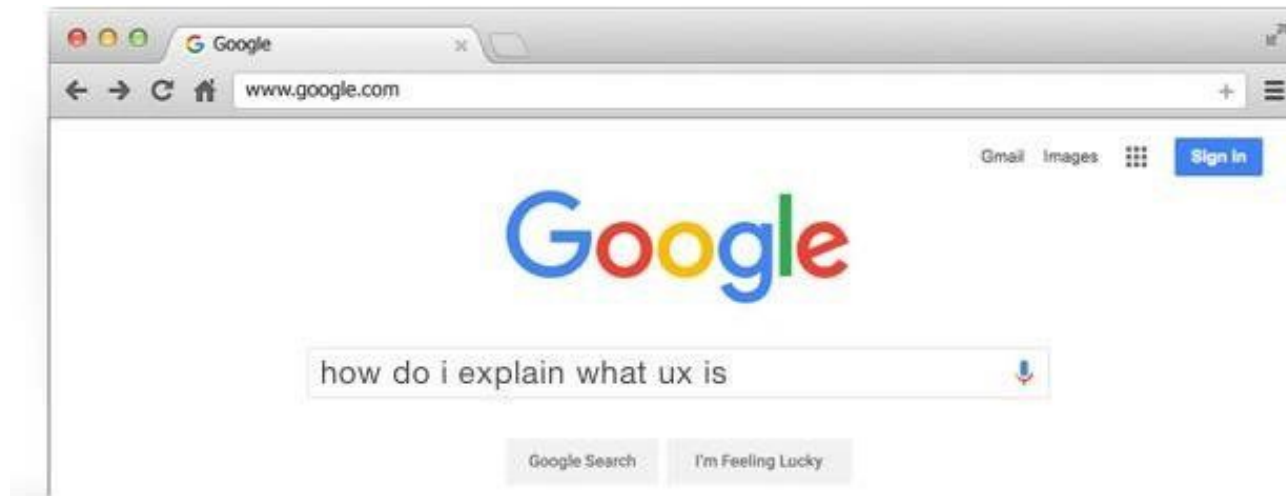 Google
www.google.com
Gmail Images Sign In
Google
how do i explain what ux is
Google Search I'm Feeling Lucky